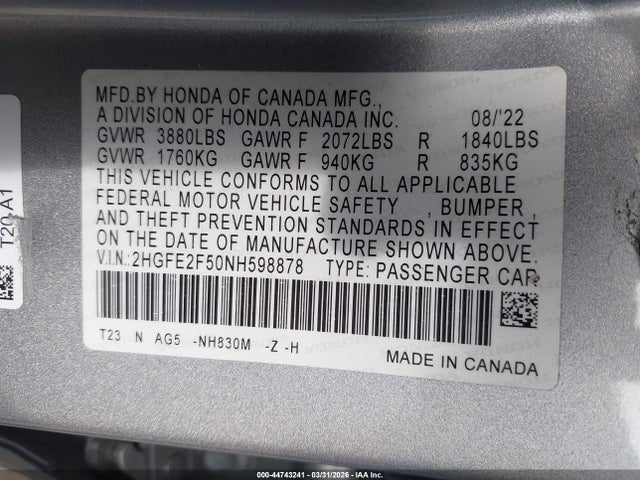 MFD.BY HONDA OF CANADA MFG.,
A DIVISION OF HONDA CANADA INC. 08/'22
GVWR 3880LBS GAWR F 2072LBS R 1840LBS
GVWR 1760KG GAWR F 940KG R 835KG
THIS VEHICLE CONFORMS TO ALL APPLICABLE
FEDERAL MOTOR VEHICLE SAFETY , BUMPER ,
AND THEFT PREVENTION STANDARDS IN EFFECT
ON THE DATE OF MANUFACTURE SHOWN ABOVE.
V.I.N.:2HGFE2F50NH598878 TYPE: PASSENGER CAR
T23 N AG5 -NH830M -Z -H
MADE IN CANADA
T20 A1
000-44743241) 03/31/2026 - IAA Inc.